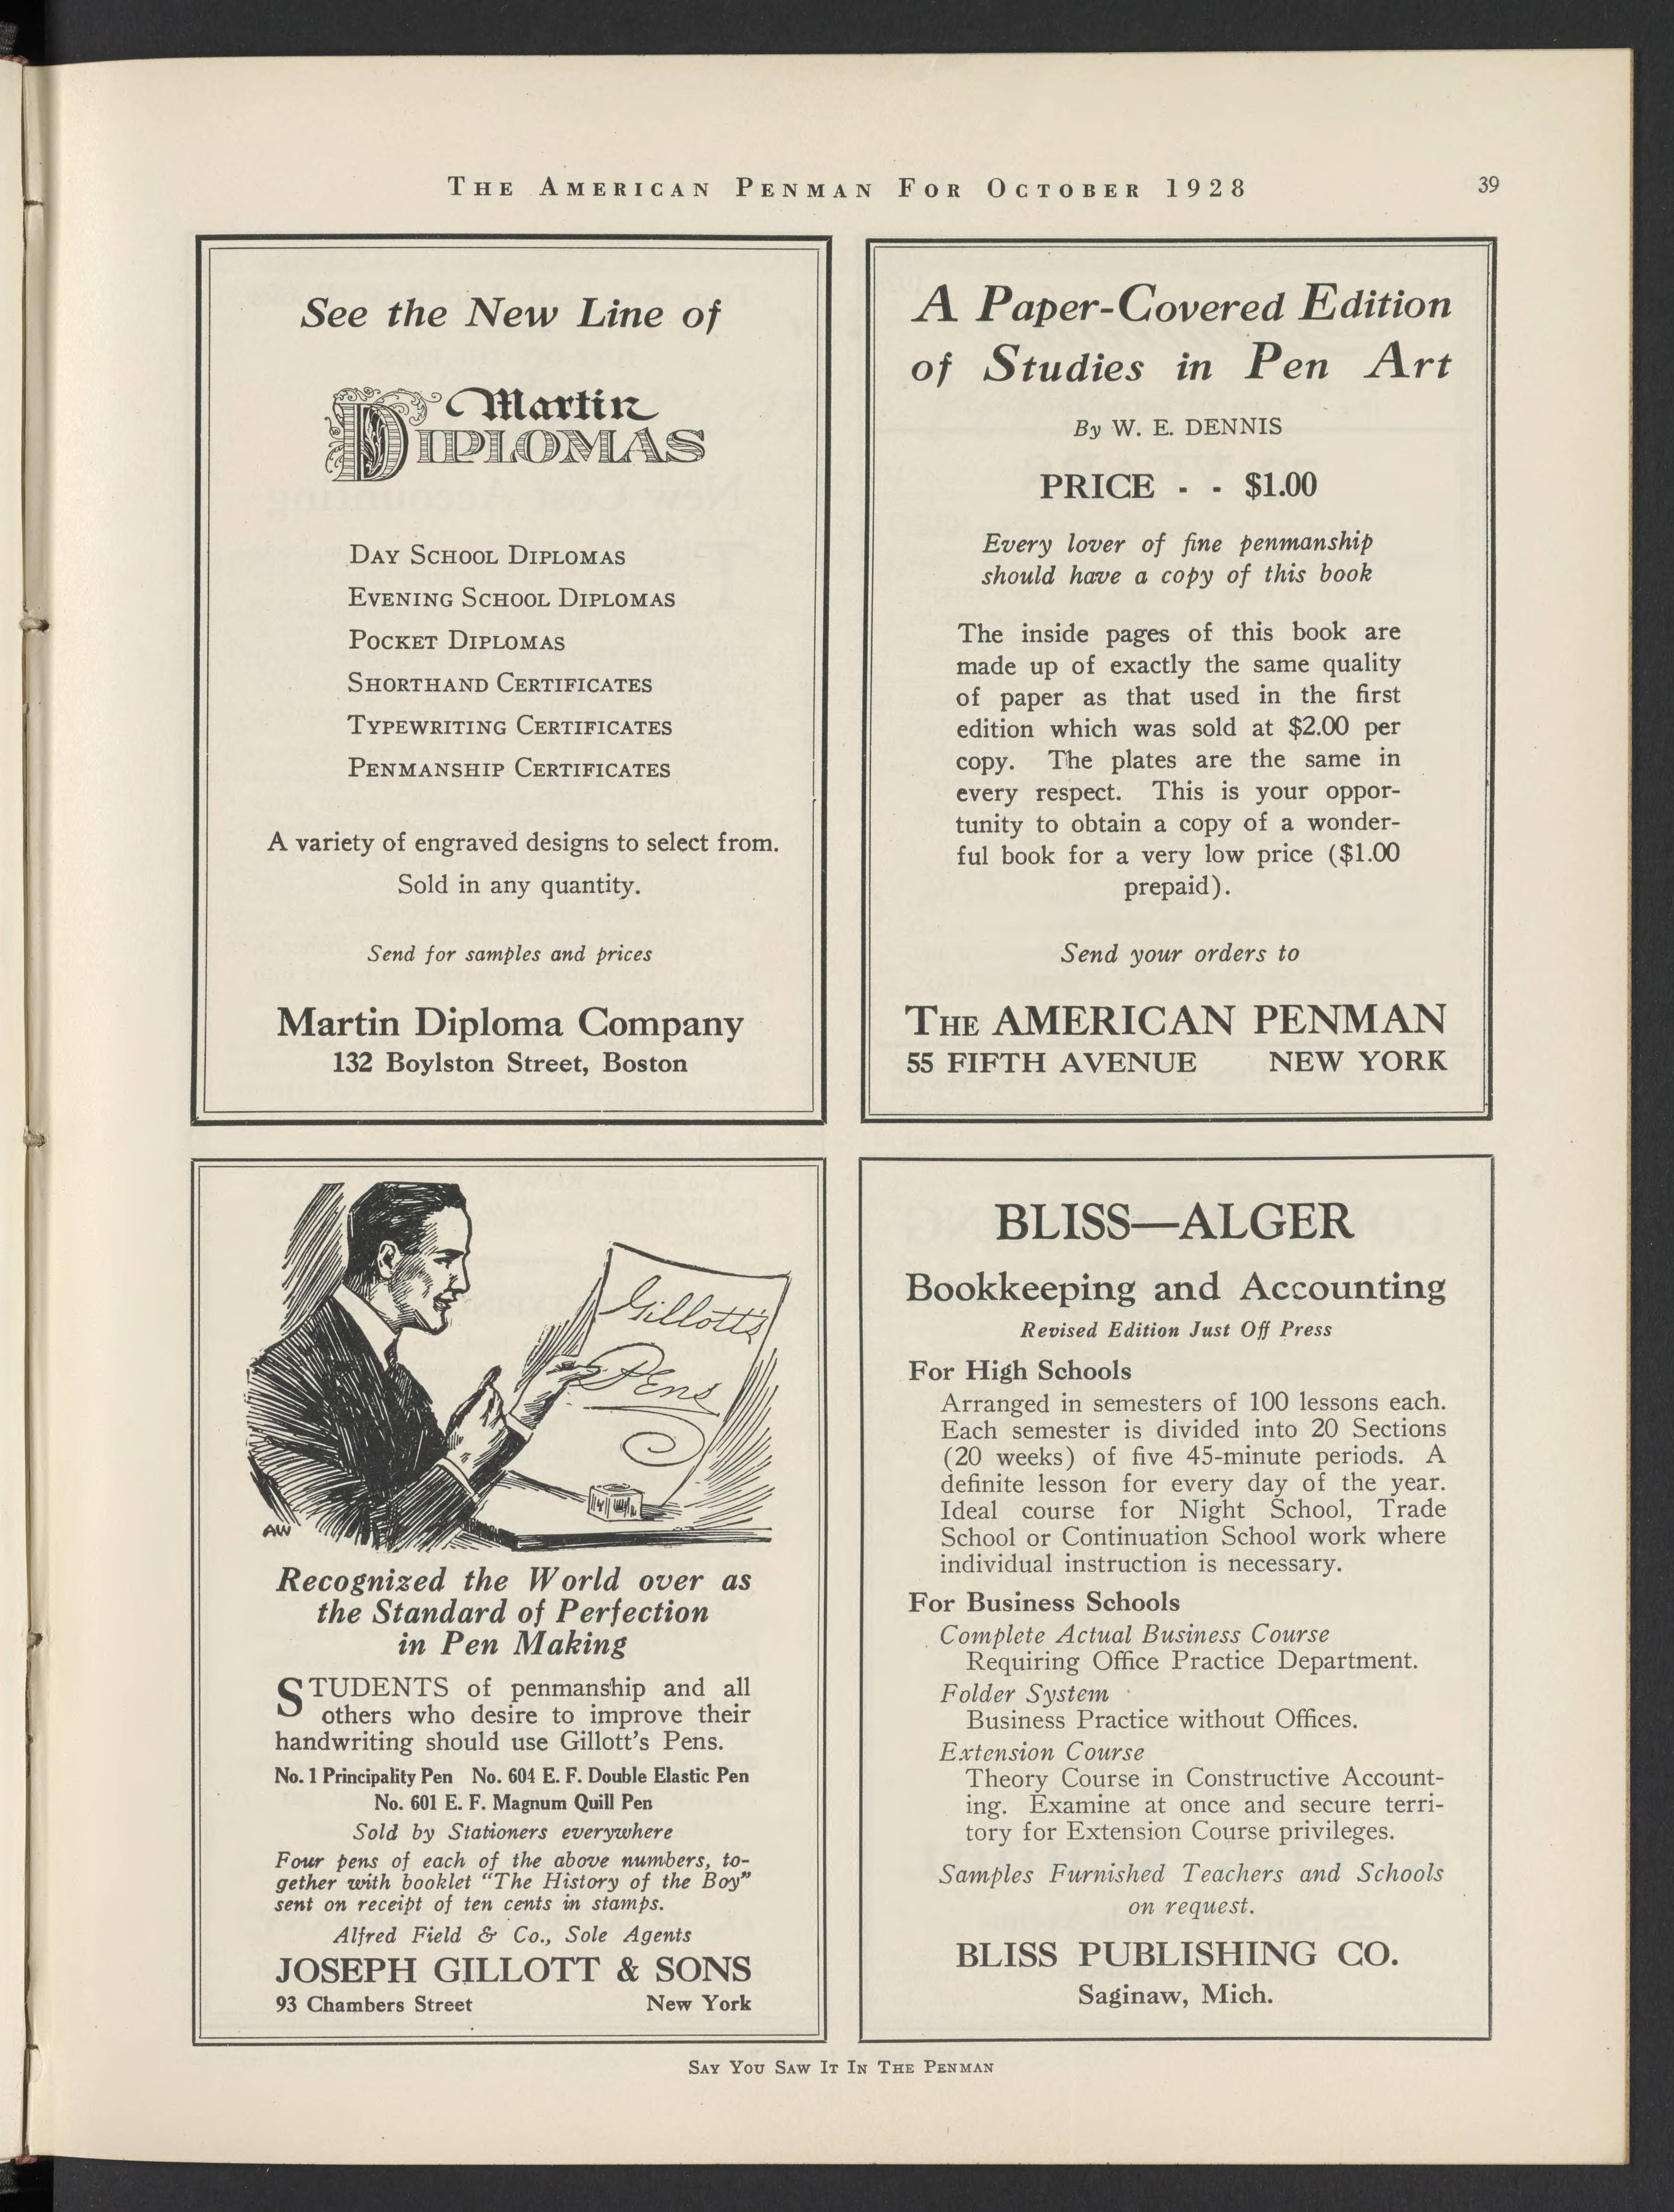 THE AMERICAN PENMAN FOR OCTOBER 1928
39
See the New Line of
Martin
DIPLOMAS
DAY SCHOOL DIPLOMAS
EVENING SCHOOL DIPLOMAS
POCKET DIPLOMAS
SHORTHAND CERTIFICATES
TYPEWRITING CERTIFICATES
PENMANSHIP CERTIFICATES
A variety of engraved designs to select from.
Sold in any quantity.
Send for samples and prices
Martin Diploma Company
132 Boylston Street, Boston
A Paper-Covered Edition
of Studies in Pen Art
By W. E. DENNIS
PRICE - - $1.00
Every lover of fine penmanship
should have a copy of this book
The inside pages of this book are
made up of exactly the same quality
of paper as that used in the first
edition which was sold at $2.00 per
copy. The plates are the same in
every respect. This is your oppor-
tunity to obtain a copy of a wonder-
ful book for a very low price ($1.00
prepaid).
Send your orders to
THE AMERICAN PENMAN
55 FIFTH AVENUE NEW YORK
Gillott's
Pens
AW
Recognized the World over as
the Standard of Perfection
in Pen Making
STUDENTS of penmanship and all
others who desire to improve their
handwriting should use Gillott's Pens.
No. 1 Principality Pen No. 604 E. F. Double Elastic Pen
No. 601 E. F. Magnum Quill Pen
Sold by Stationers everywhere
Four pens of each of the above numbers, to-
gether with booklet "The History of the Boy"
sent on receipt of ten cents in stamps.
Alfred Field & Co., Sole Agents
JOSEPH GILLOTT & SONS
93 Chambers Street New York
BLISS—ALGER
Bookkeeping and Accounting
Revised Edition Just Off Press
For High Schools
Arranged in semesters of 100 lessons each.
Each semester is divided into 20 Sections
(20 weeks) of five 45-minute periods. A
definite lesson for every day of the year.
Ideal course for Night School, Trade
School or Continuation School work where
individual instruction is necessary.
For Business Schools
Complete Actual Business Course
Requiring Office Practice Department.
Folder System
Business Practice without Offices.
Extension Course
Theory Course in Constructive Account-
ing. Examine at once and secure terri-
tory for Extension Course privileges.
Samples Furnished Teachers and Schools
on request.
BLISS PUBLISHING CO.
Saginaw, Mich.
SAY YOU SAW IT IN THE PENMAN